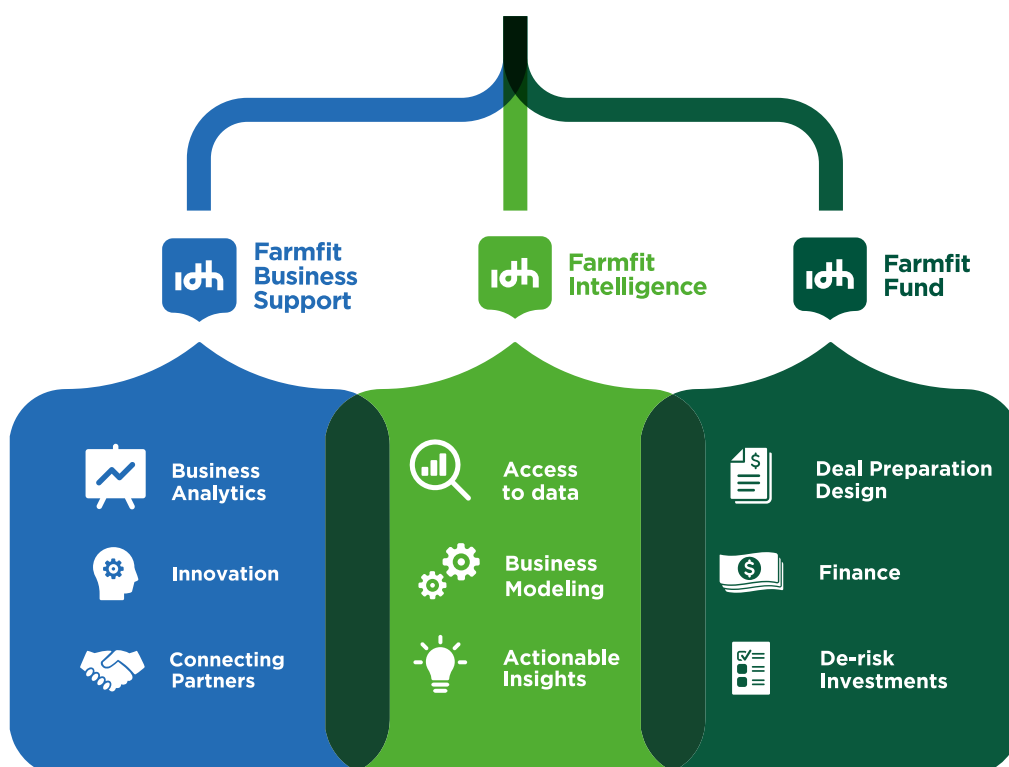 idh
Farmfit
Business
Support
idh
Farmfit
Intelligence
idh
Farmfit
Fund
Business
Analytics
Innovation
Connecting
Partners
Access
to data
Business
Modeling
Actionable
Insights
$
Deal Preparation
Design
$
Finance
De-risk
Investments